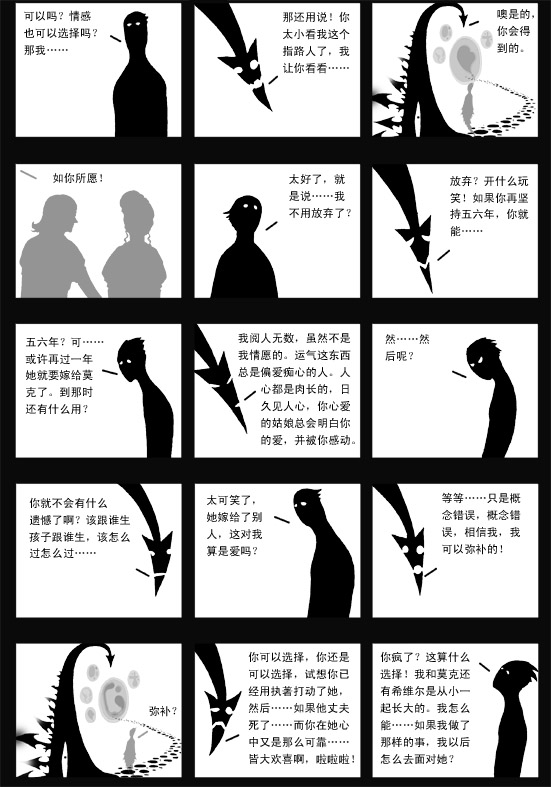 可以吗？情感
也可以选择吗？
那我……
那还用说！你
太小看我这个
指路人了，我
让你看看……
噢是的，
你会得
到的。
如你所愿！
太好了，就
是说……我
不用放弃了？
放弃？开什么玩
笑！如果你再坚
持五六年，你就
能……
五六年？可……
或许再过一年
她就要嫁给莫
克了。到那时
还有什么用？
我阅人无数，虽然不是
我情愿的。运气这东西
总是偏爱痴心的人。人
心都是肉长的，日
久见人心，你心爱
的姑娘总会明白你
的爱，并被你感动。
然……然
后呢？
你就不会有什么
遗憾了啊？该跟谁生
孩子跟谁生，该怎么
过怎么过……
太可笑了，
她嫁给了别
人，这对我
算是爱吗？
等等……只是概
念错误，概念错
误，相信我，我
可以弥补的！
弥补？
你可以选择，你还是
可以选择，试想你已
经用执著打动了她，
然后……如果他丈夫
死了……而你在她心
中又是那么可靠……
皆大欢喜啊，啦啦啦！
你疯了？这算什么
选择！我和莫克还
有希维尔是从小一
起长大的。我怎么
能……如果我做了
那样的事，我以后
怎么去面对她？